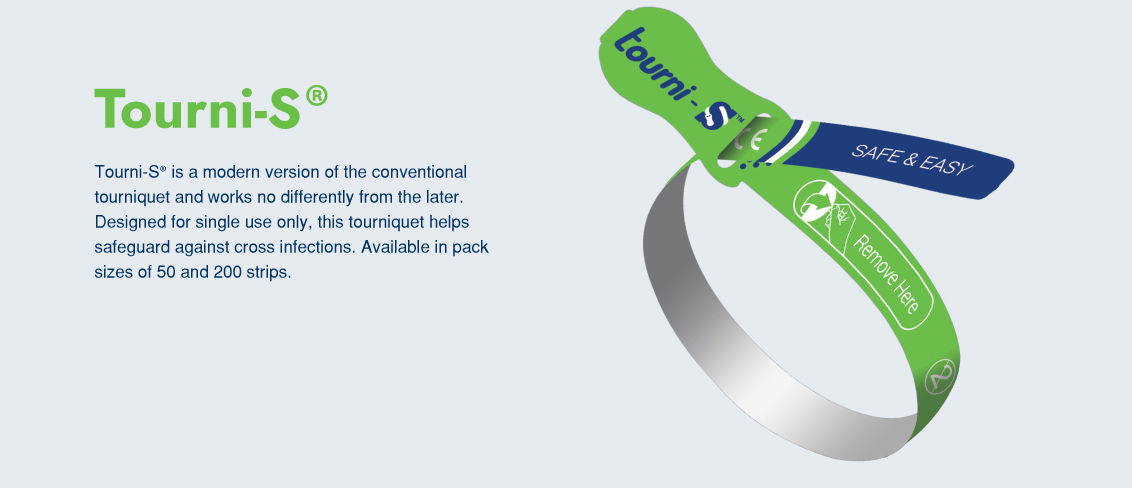 Tourni-S®
Tourni-S® is a modern version of the conventional
tourniquet and works no differently from the later.
Designed for single use only, this tourniquet helps
safeguard against cross infections. Available in pack
sizes of 50 and 200 strips.
tourni-S™
CE
SAFE & EASY
Remove Here
2